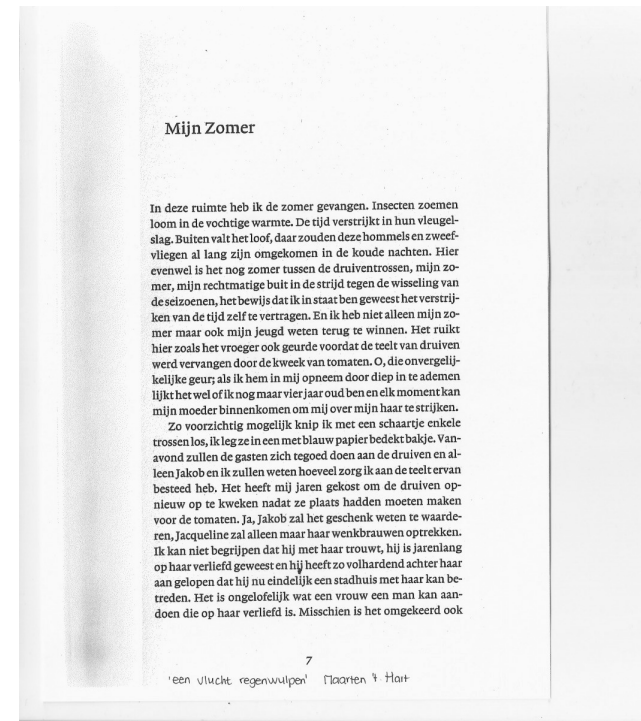 Mijn Zomer
In deze ruimte heb ik de zomer gevangen. Insecten zoemen
loom in de vochtige warmte. De tijd verstrijkt in hun vleugel-
slag. Buiten valt het loof, daar zouden deze hommels en zweef-
vliegen al lang zijn omgekomen in de koude nachten. Hier
evenwel is het nog zomer tussen de druiventrossen, mijn zo-
mer, mijn rechtmatige buit in de strijd tegen de wisseling van
de seizoenen, het bewijs dat ik in staat ben geweest het verstrij-
ken van de tijd zelf te vertragen. En ik heb niet alleen mijn zo-
mer maar ook mijn jeugd weten terug te winnen. Het ruikt
hier zoals het vroeger ook geurde voordat de teelt van druiven
werd vervangen door de kweek van tomaten. O, die onvergelij-
kelijke geur; als ik hem in mij opneem door diep in te ademen
lijkt het wel of ik nog maar vier jaar oud ben en elk moment kan
mijn moeder binnenkomen om mij over mijn haar te strijken.
Zo voorzichtig mogelijk knip ik met een schaartje enkele
trossen los, ik leg ze in een met blauw papier bedekt bakje. Van-
avond zullen de gasten zich tegoed doen aan de druiven en al-
leen Jakob en ik zullen weten hoeveel zorg ik aan de teelt ervan
besteed heb. Het heeft mij jaren gekost om de druiven op-
nieuw op te kweken nadat ze plaats hadden moeten maken
voor de tomaten. Ja, Jakob zal het geschenk weten te waarde-
ren, Jacqueline zal alleen maar haar wenkbrauwen optrekken.
Ik kan niet begrijpen dat hij met haar trouwt, hij is jarenlang
op haar verliefd geweest en hij heeft zo volhardend achter haar
aan gelopen dat hij nu eindelijk een stadhuis met haar kan be-
treden. Het is ongelofelijk wat een vrouw een man kan aan-
doen die op haar verliefd is. Misschien is het omgekeerd ook
7
'een vlucht regenwulpen' Maarten 't Hart